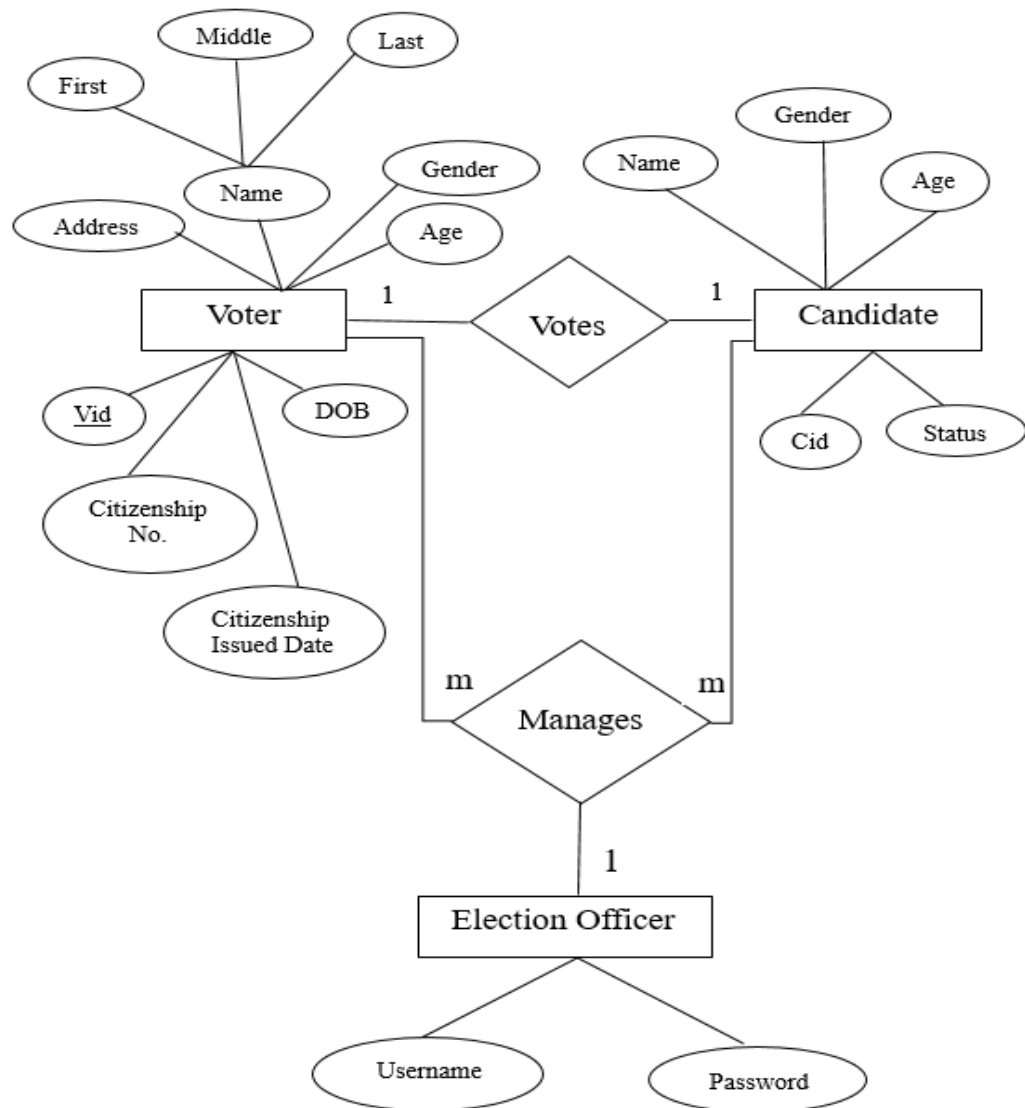 Middle
Last
First
Gender
Gender
Name
Name
Age
Address
Age
1
1
Voter
Votes
Candidate
Vid
DOB
Cid
Status
Citizenship
No.
Citizenship
Issued Date
m
m
Manages
1
Election Officer
Username
Password